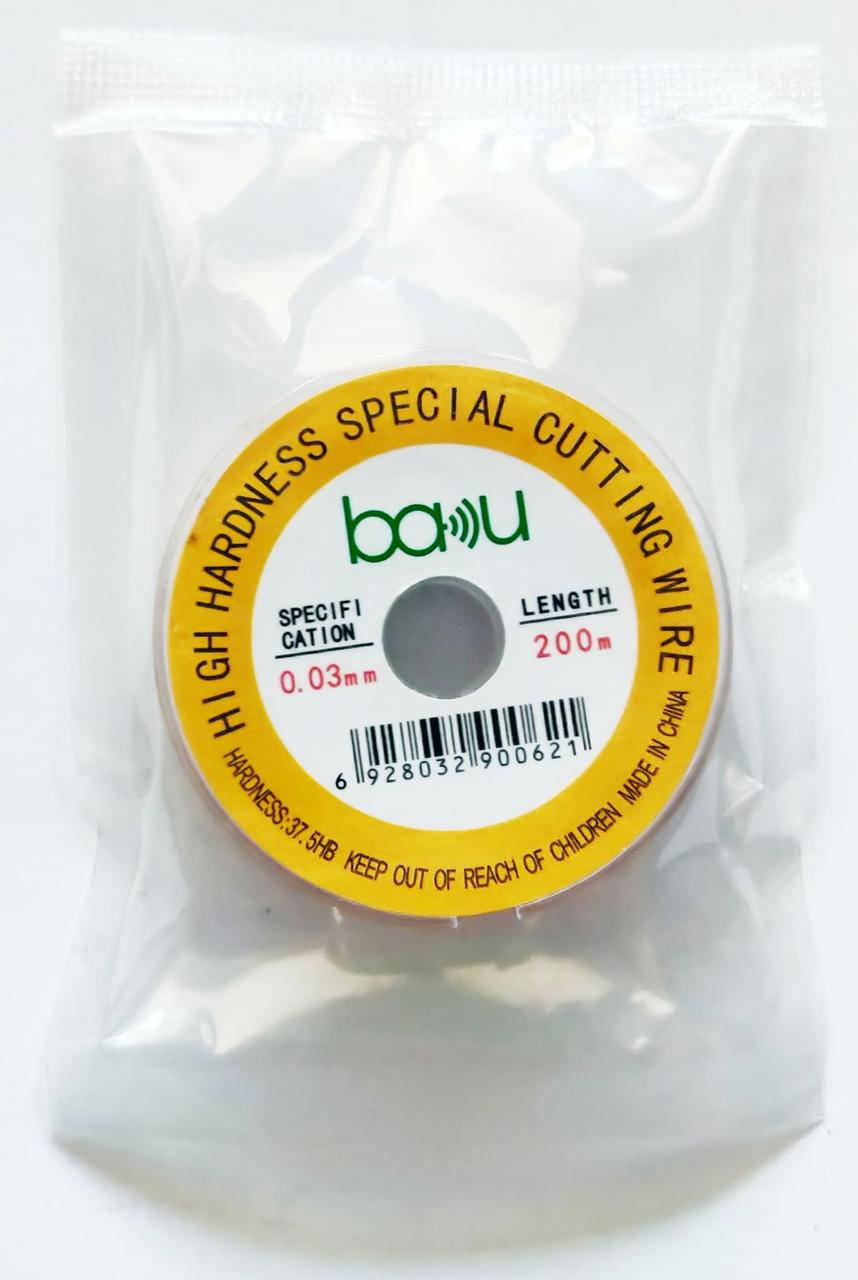 HIGH HARDNESS SPECIAL CUTTING WIRE
baku
SPECIFI
CATION
0.03mm
LENGTH
200m
6 928032 900621
HARDNESS:37.5HB KEEP OUT OF REACH OF CHILDREN MADE IN CHINA